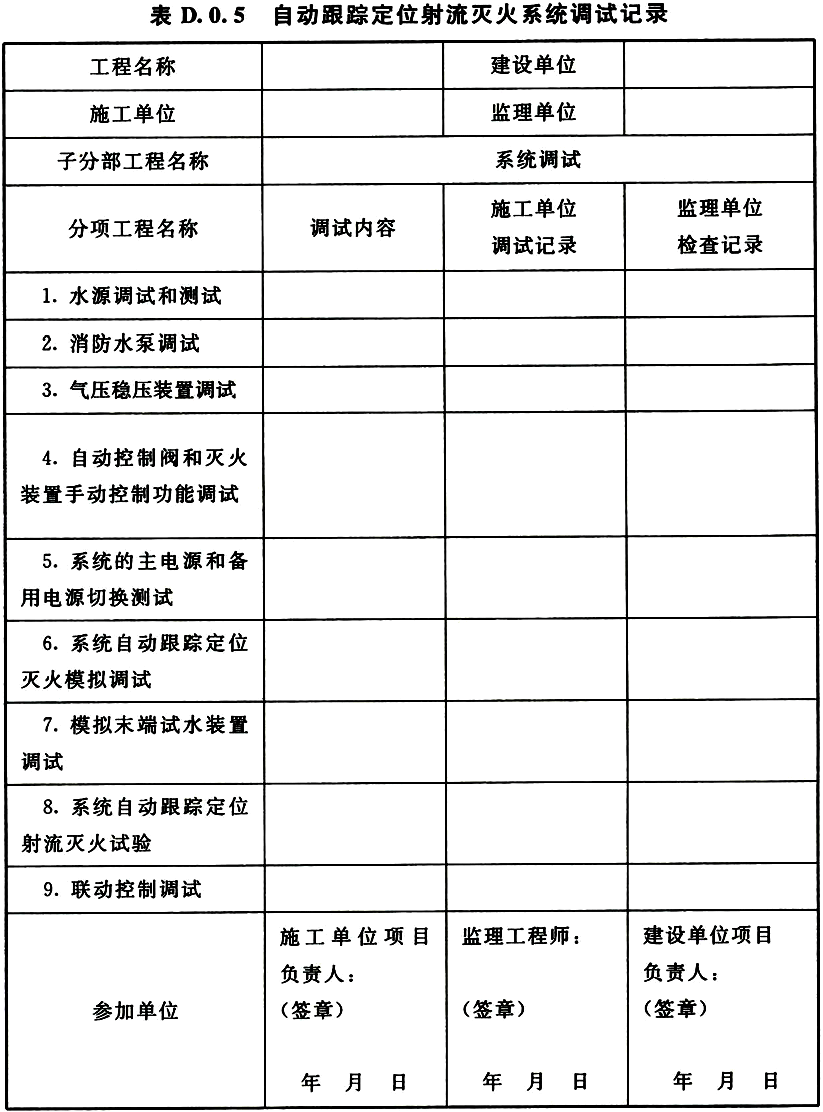 表 D.0.5 自动跟踪定位射流灭火系统调试记录
工程名称 建设单位
施工单位 监理单位
子分部工程名称 系统调试
分项工程名称 调试内容 施工单位 监理单位
调试记录 检查记录
1. 水源调试和测试
2. 消防水泵调试
3. 气压稳压装置调试
4. 自动控制阀和灭火
装置手动控制功能调试
5. 系统的主电源和备
用电源切换测试
6. 系统自动跟踪定位
灭火模拟调试
7. 模拟末端试水装置
调试
8. 系统自动跟踪定位
射流灭火试验
9. 联动控制调试
参加单位
施工单位项目
负责人：
（签章）
年 月 日
监理工程师：
（签章）
年 月 日
建设单位项目
负责人：
（签章）
年 月 日